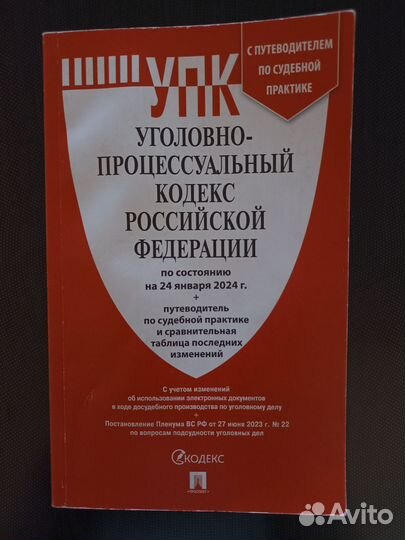 УПК
С ПУТЕВОДИТЕЛЕМ
ПО СУДЕБНОЙ
ПРАКТИКЕ
УГОЛОВНО-
ПРОЦЕССУАЛЬНЫЙ
КОДЕКС
РОССИЙСКОЙ
ФЕДЕРАЦИИ
по состоянию
на 24 января 2024 г.
+
путеводитель
по судебной практике
и сравнительная
таблица последних
изменений
С учетом изменений
об использовании электронных документов
в ходе досудебного производства по уголовному делу
+
Постановление Пленума ВС РФ от 27 июня 2023 г. № 22
по вопросам подсудности уголовных дел
КОДЕКС
•ПРОСПЕКТ•
Avito